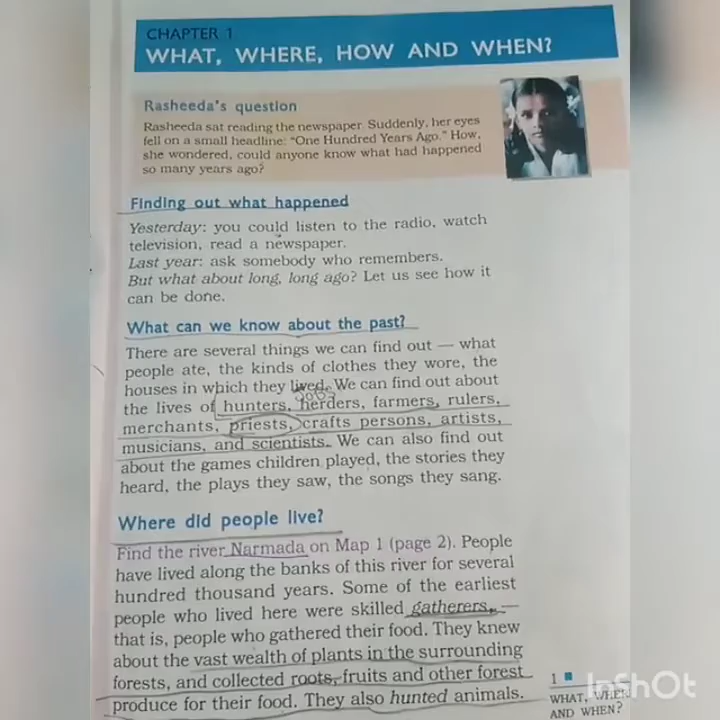 CHAPTER 1
WHAT, WHERE, HOW AND WHEN?
Rasheeda's question
Rasheeda sat reading the newspaper. Suddenly, her eyes
fell on a small headline: “One Hundred Years Ago.” How,
she wondered, could anyone know what had happened
so many years ago?
Finding out what happened
Yesterday: you could listen to the radio, watch
television, read a newspaper.
Last year: ask somebody who remembers.
But what about long, long ago? Let us see how it
can be done.
What can we know about the past?
There are several things we can find out — what
people ate, the kinds of clothes they wore, the
houses in which they lived. We can find out about
Jobs
the lives of hunters, herders, farmers, rulers,
merchants, priests, crafts persons, artists,
musicians, and scientists. We can also find out
about the games children played, the stories they
heard, the plays they saw, the songs they sang.
Where did people live?
Find the river Narmada on Map 1 (page 2). People
have lived along the banks of this river for several
hundred thousand years. Some of the earliest
people who lived here were skilled gatherers, —
that is, people who gathered their food. They knew
about the vast wealth of plants in the surrounding
forests, and collected roots, fruits and other forest
produce for their food. They also hunted animals.
1
WHAT, WHER
AND WHEN?
InShOt